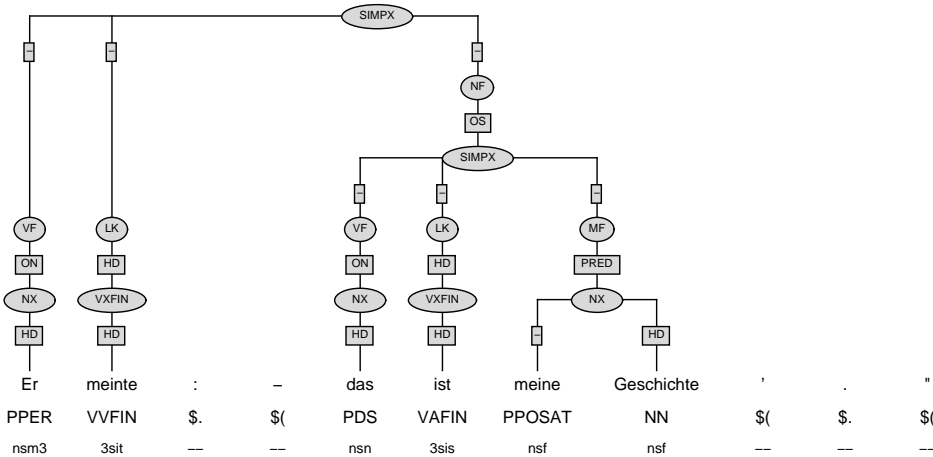 SIMPX
– – –
NF
OS
SIMPX
– – –
VF LK VF LK MF
ON HD ON HD PRED
NX VXFIN NX VXFIN NX
HD HD HD HD – HD
Er meinte : – das ist meine Geschichte ' . "
PPER VVFIN $. $( PDS VAFIN PPOSAT NN $( $. $(
nsm3 3sit –– –– nsn 3sis nsf nsf –– –– ––